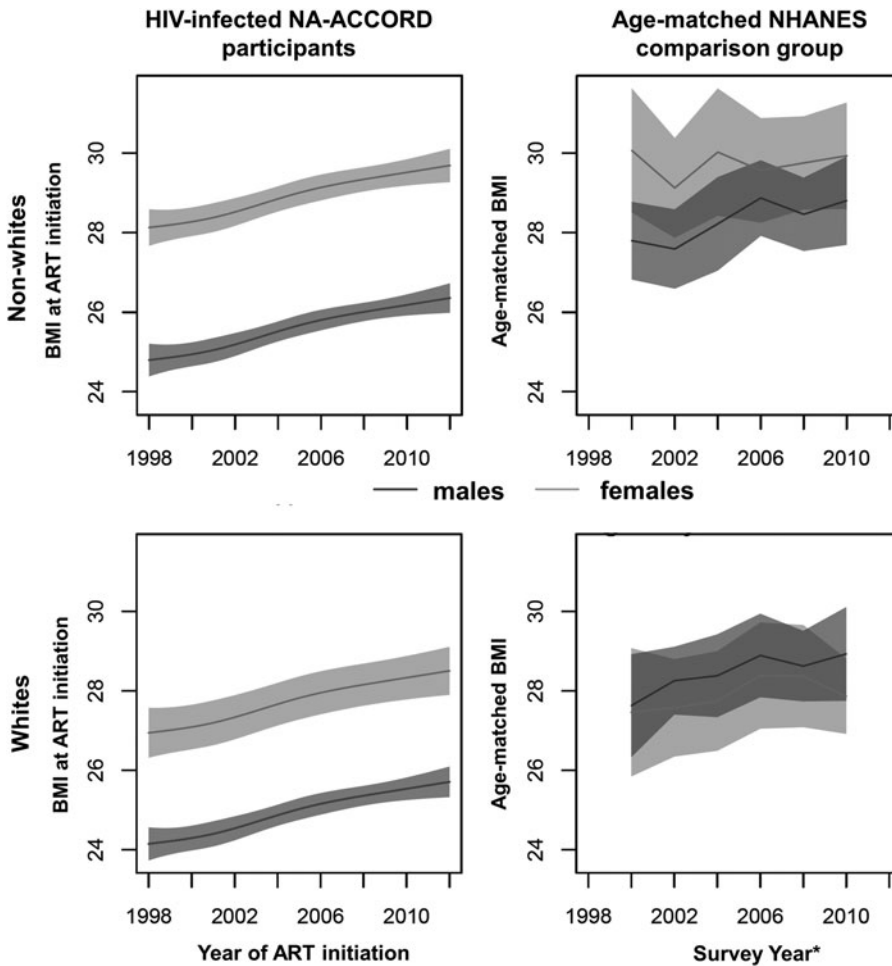 HIV-infected NA-ACCORD
participants
Age-matched NHANES
comparison group
Non-whites
BMI at ART initiation
30
28
26
24
1998
2002
2006
2010
Age-matched BMI
30
28
26
24
1998
2002
2006
2010
males
females
Whites
BMI at ART initiation
30
28
26
24
1998
2002
2006
2010
Year of ART initiation
Age-matched BMI
30
28
26
24
1998
2002
2006
2010
Survey Year*